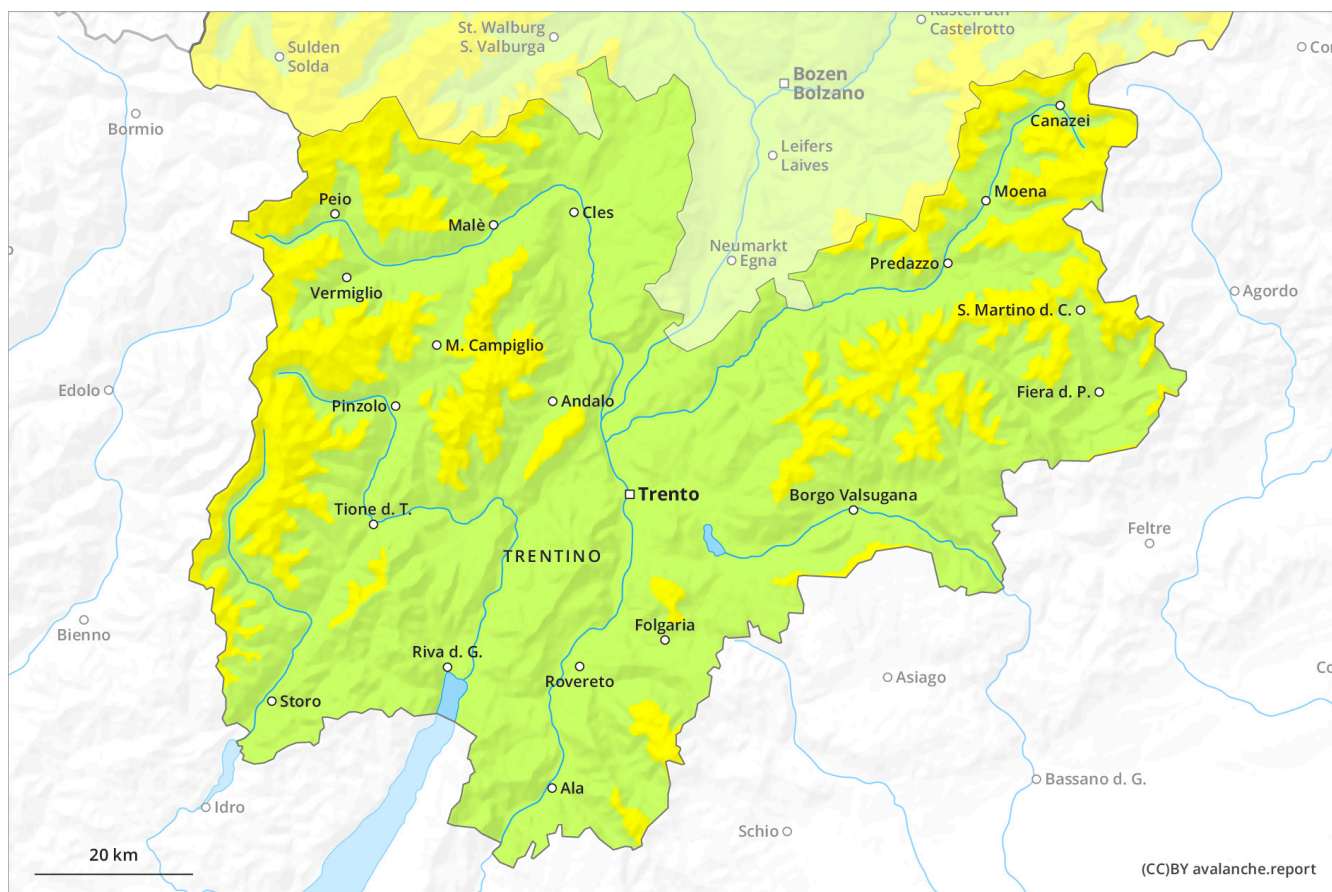 Kastelruth
Castelrotto
St. Walburg
S. Valburga
Sulden
Solda
Bozen
Bolzano
Canazei
Bormio
Leifers
Laives
Peio
Moena
Malè
Cles
Neumarkt
Egna
Predazzo
Vermiglio
Agordo
S. Martino d. C.
M. Campiglio
Edolo
Andalo
Fiera d. P.
Pinzolo
Trento
Borgo Valsugana
Tione d. T.
Feltre
TRENTINO
Bienno
Folgaria
Riva d. G.
Rovereto
Asiago
Storo
Bassano d. G.
Ala
Idro
Schio
20 km
(CC)BY avalanche.report